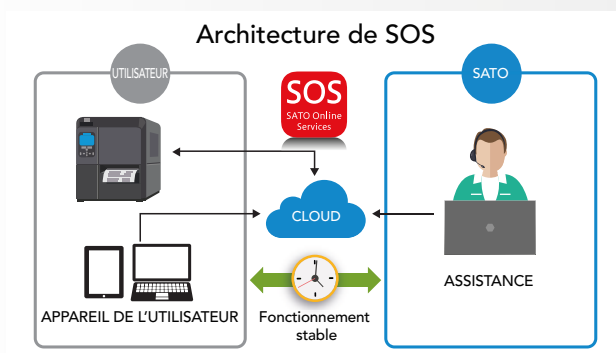 Architecture de SOS
UTILISATEUR
SATO
SOS
SATO Online
Services
CLOUD
APPAREIL DE L'UTILISATEUR
Fonctionnement
stable
ASSISTANCE